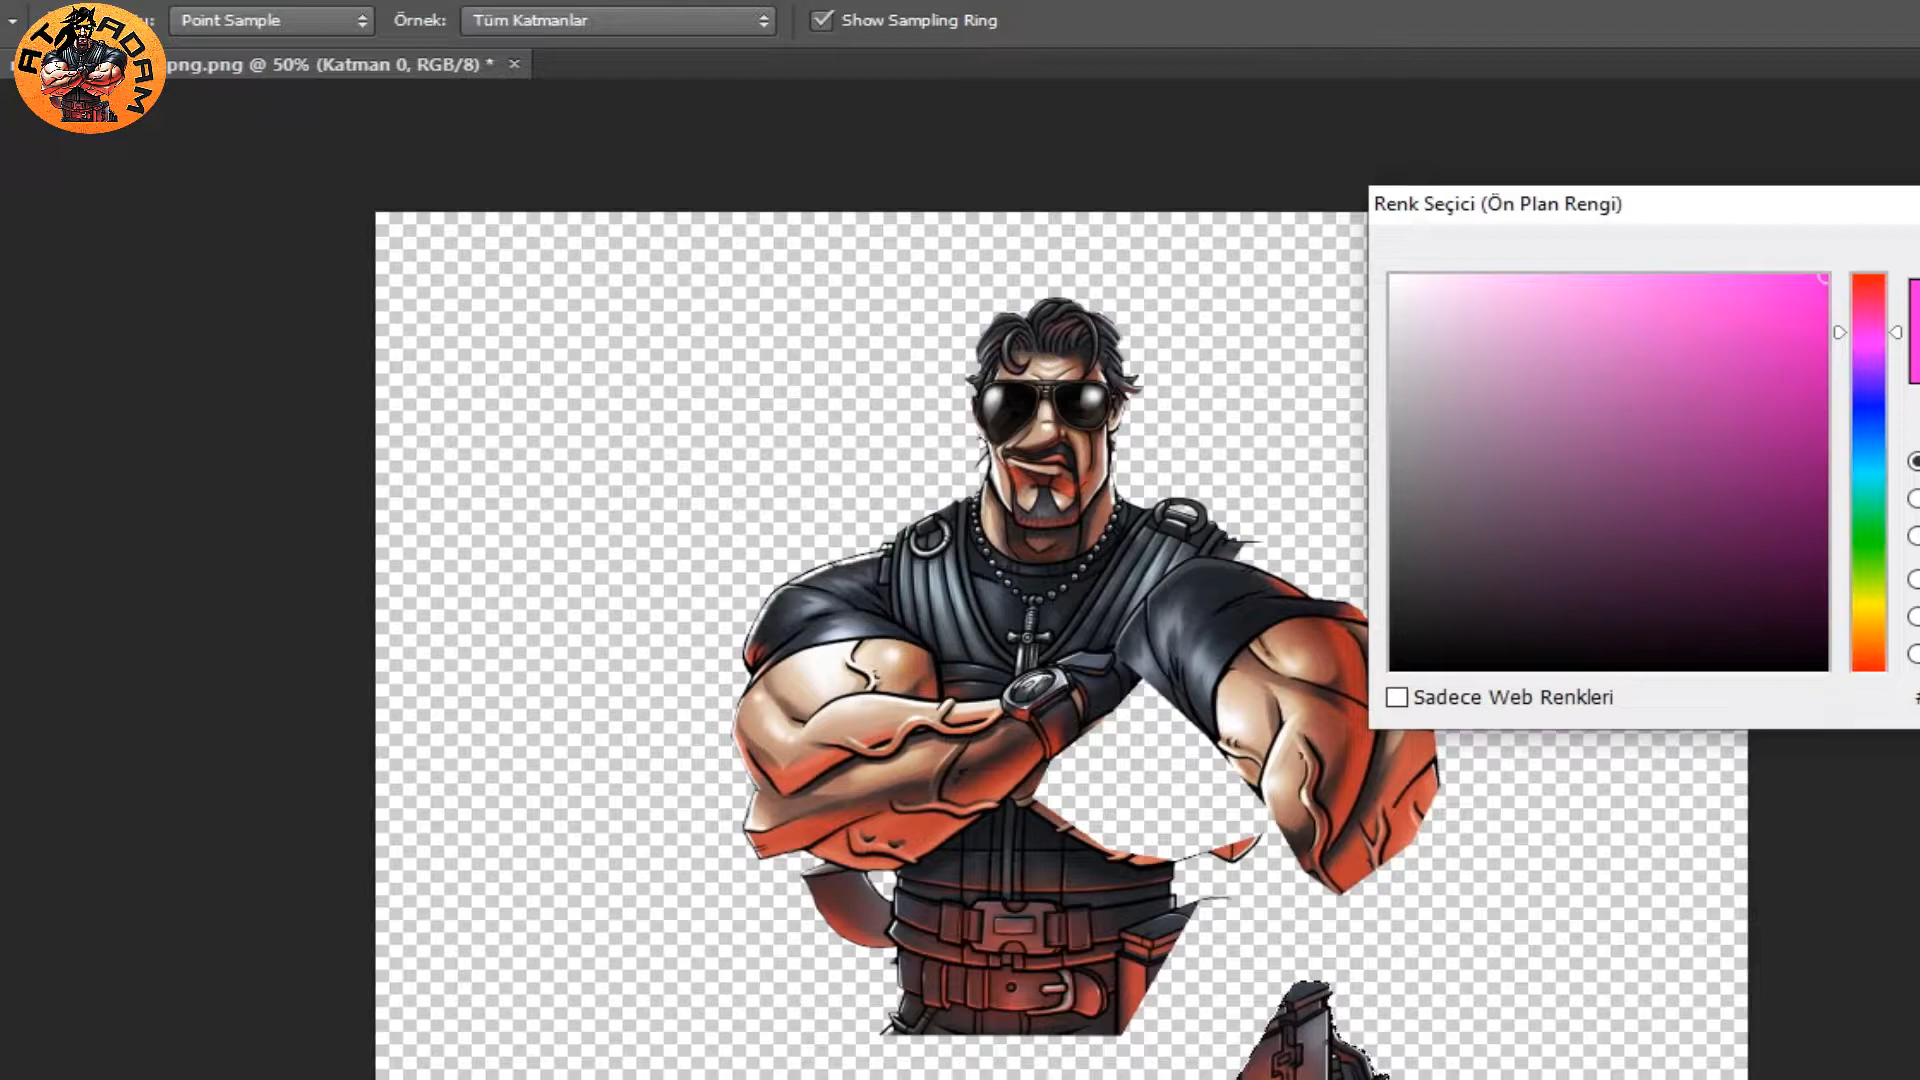 Point Sample
Örnek:
Tüm Katmanlar
Show Sampling Ring
png.png @ 50% (Katman 0, RGB/8) *
ATADAM
Renk Seçici (Ön Plan Rengi)
Sadece Web Renkleri
#